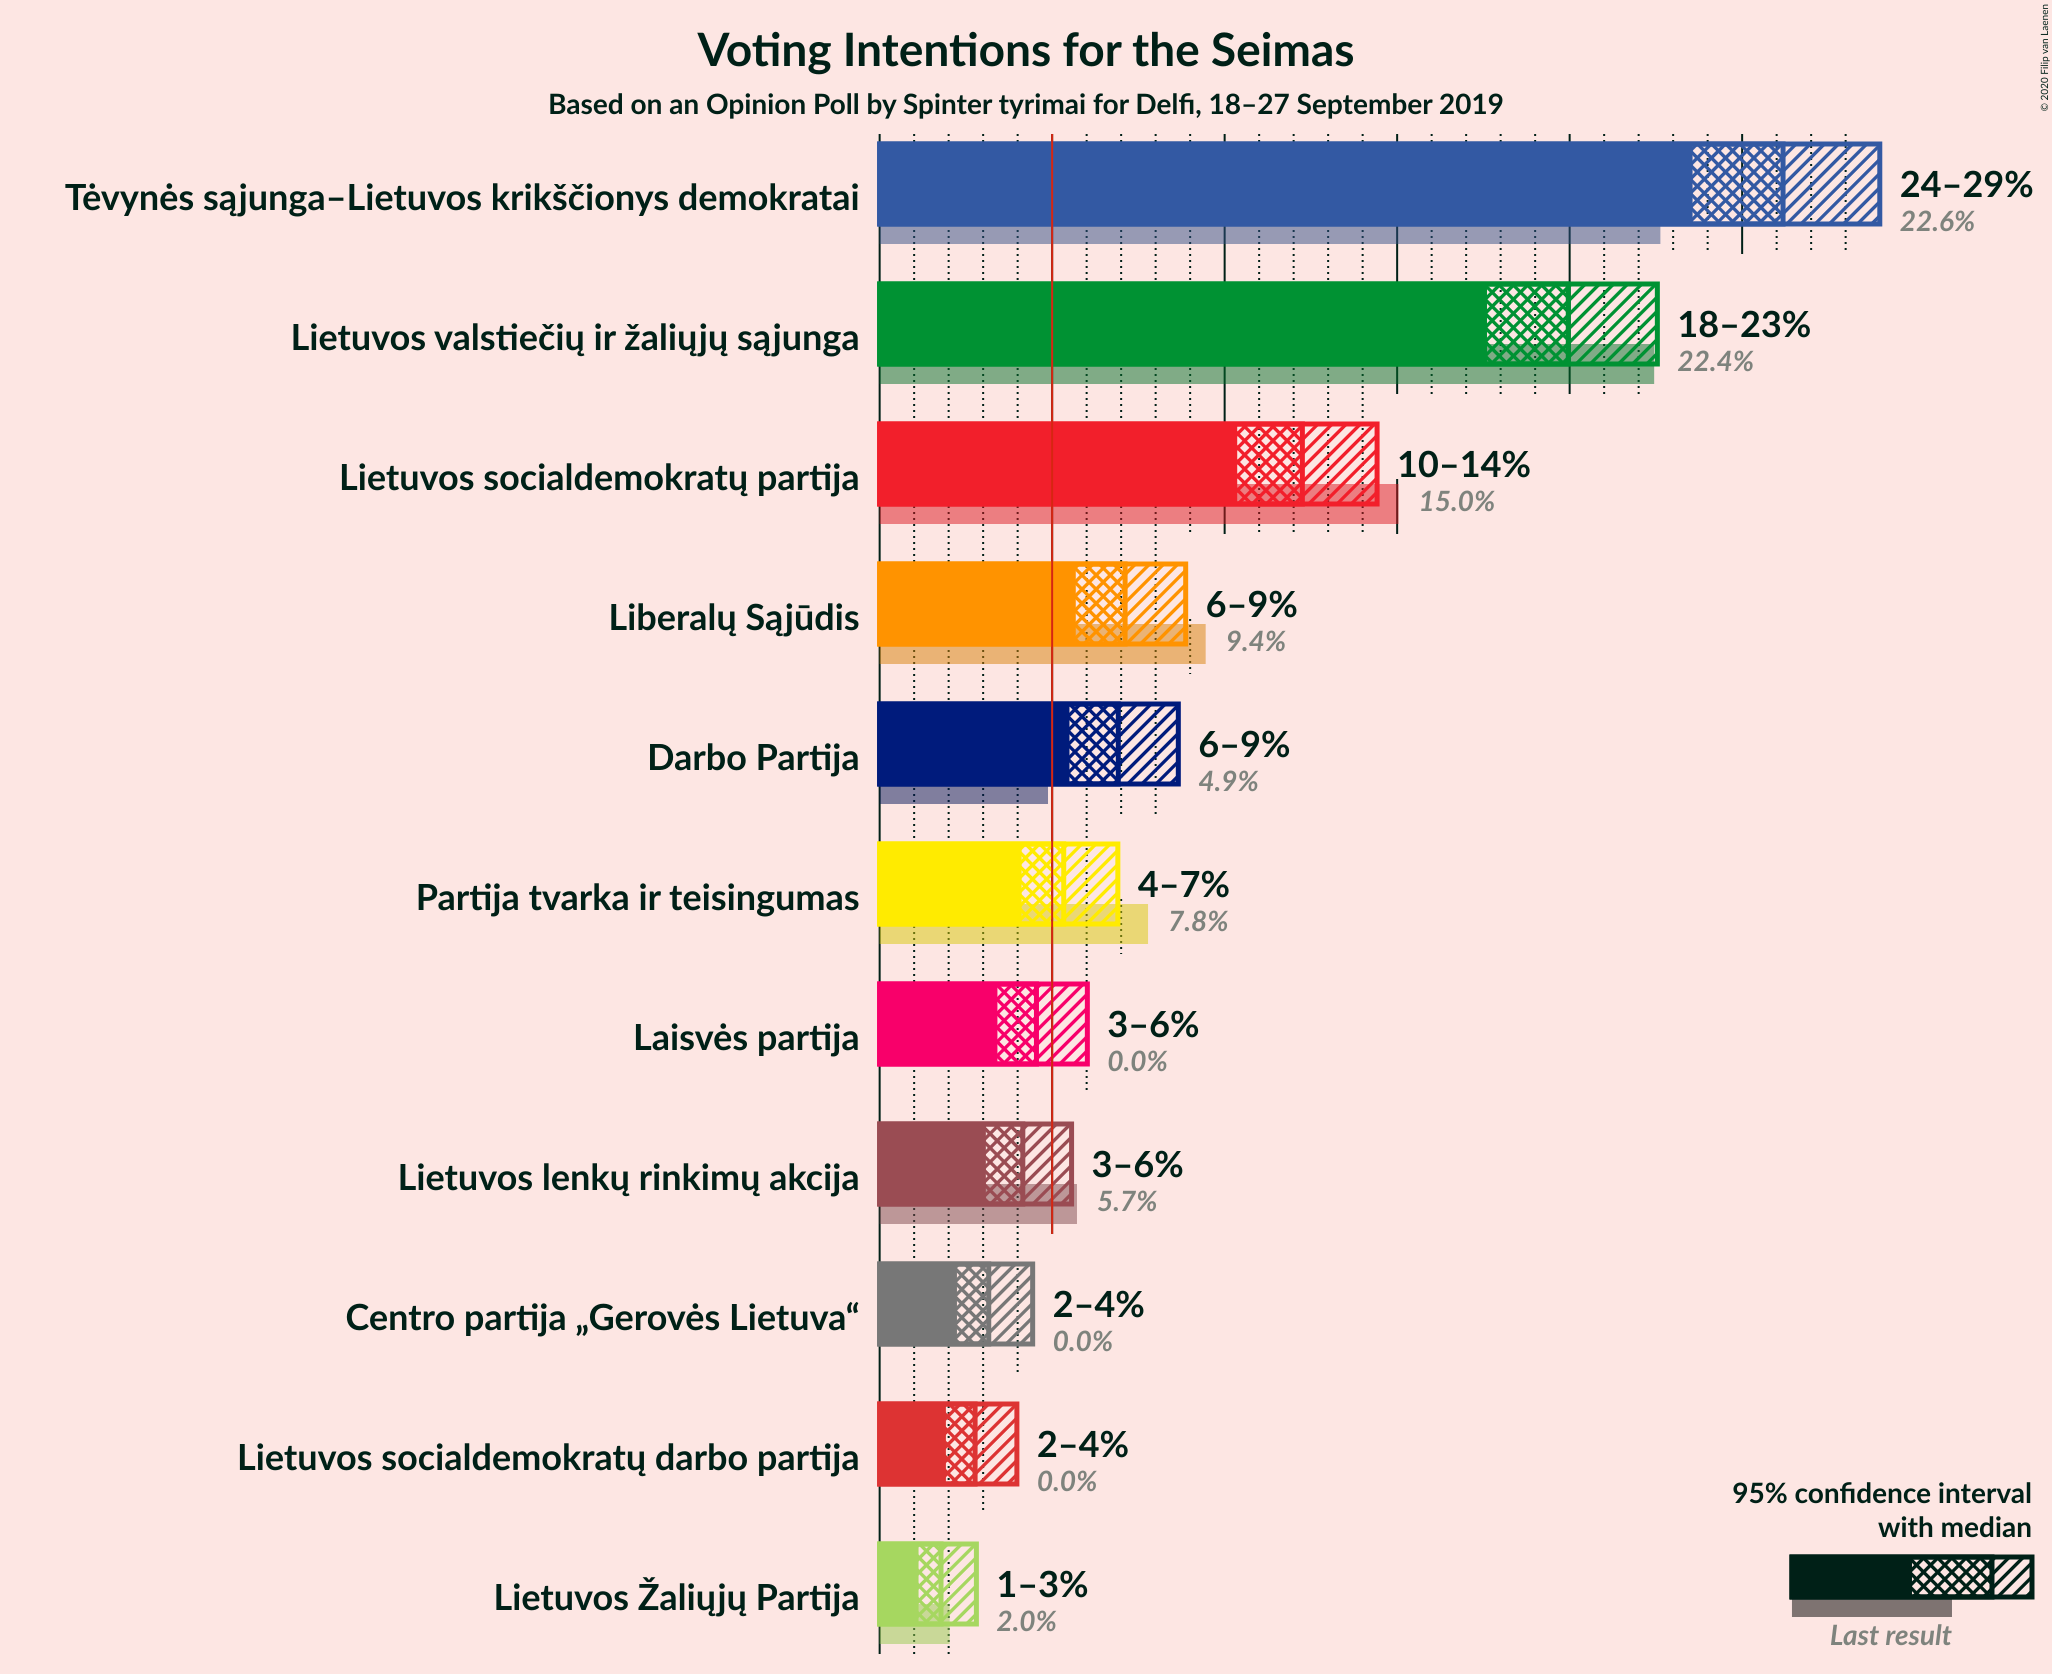 Voting Intentions for the Seimas
Based on an Opinion Poll by Spinter tyrimai for Delfi, 18–27 September 2019
© 2020 Filip van Laenen
Tėvynės sąjunga–Lietuvos krikščionys demokratai
24–29%
22.6%
Lietuvos valstiečių ir žaliųjų sąjunga
18–23%
22.4%
Lietuvos socialdemokratų partija
10–14%
15.0%
Liberalų Sąjūdis
6–9%
9.4%
Darbo Partija
6–9%
4.9%
Partija tvarka ir teisingumas
4–7%
7.8%
Laisvės partija
3–6%
0.0%
Lietuvos lenkų rinkimų akcija
3–6%
5.7%
Centro partija „Gerovės Lietuva“
2–4%
0.0%
Lietuvos socialdemokratų darbo partija
2–4%
0.0%
Lietuvos Žaliųjų Partija
1–3%
2.0%
95% confidence interval
with median
Last result